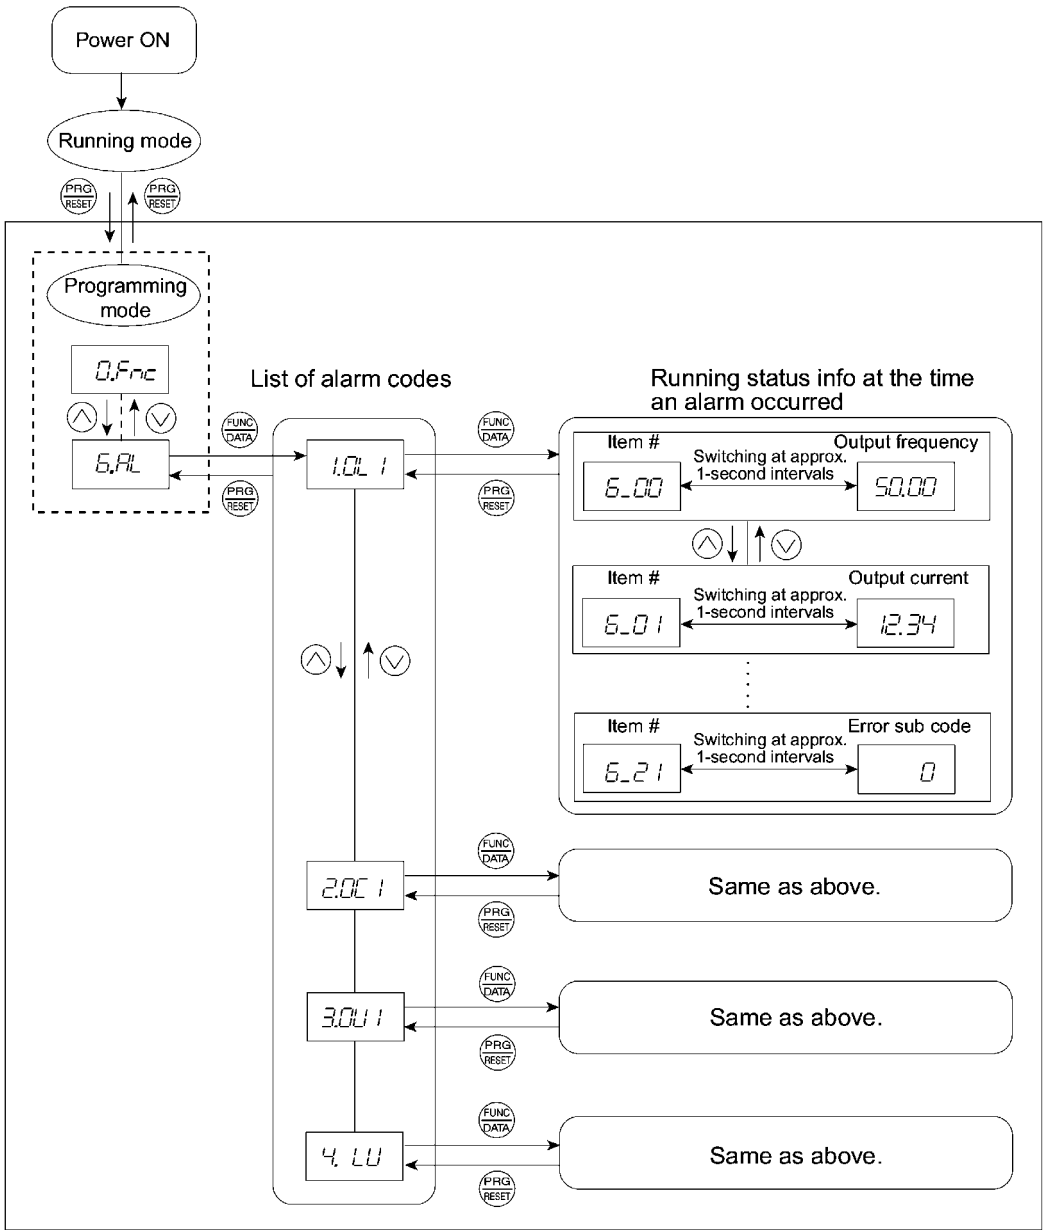 Power ON
Running mode
PRG
RESET
PRG
RESET
Programming
mode
0.Fnc
6.AL
FUNC
DATA
PRG
RESET
List of alarm codes
1.OL1
FUNC
DATA
PRG
RESET
Running status info at the time
an alarm occurred
Item #
Output frequency
Switching at approx.
1-second intervals
6_00
50.00
Item #
Output current
Switching at approx.
1-second intervals
6_01
12.34
Item #
Error sub code
Switching at approx.
1-second intervals
6_21
0
2.OC1
FUNC
DATA
PRG
RESET
Same as above.
3.OU1
FUNC
DATA
PRG
RESET
Same as above.
4. LU
FUNC
DATA
PRG
RESET
Same as above.